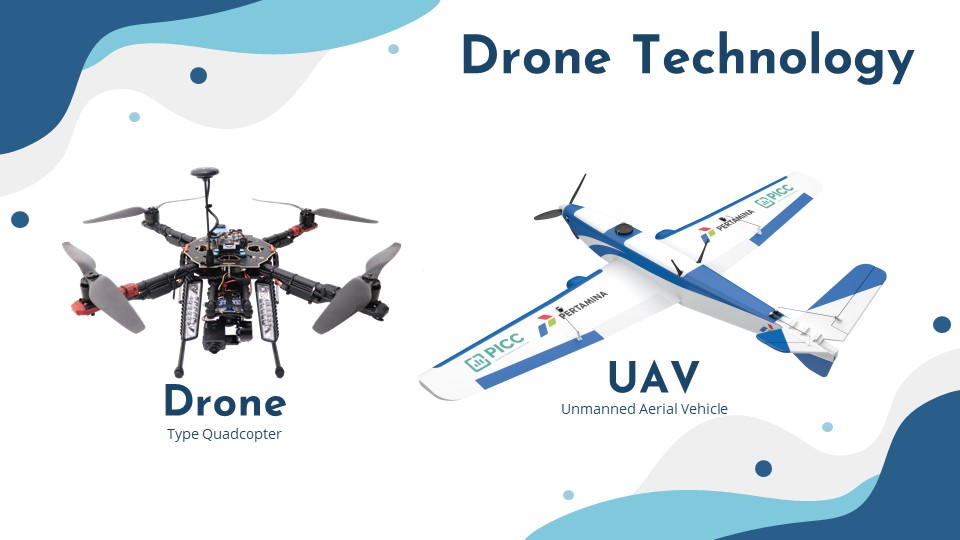 Drone Technology
PICC
PERTAMINA
PERTAMINA
PICC
Drone
Type Quadcopter
UAV
Unmanned Aerial Vehicle